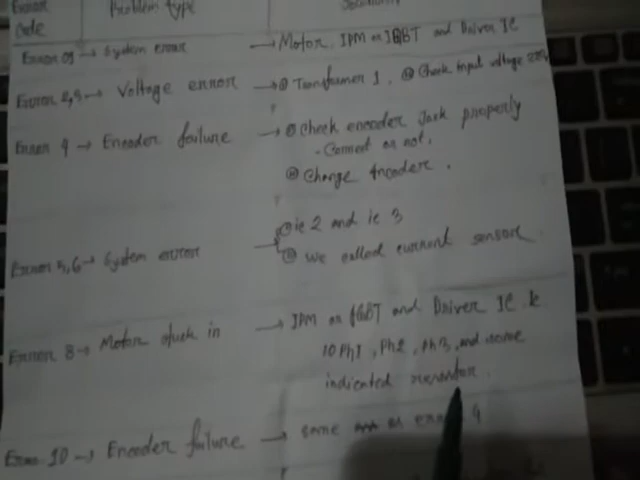 Error Problem type Solution
Code
Error 09 → System error → Motor, IPM or IGBT and Driver IC
Error 2,3 → Voltage error → ① Transformer 1. ② Check input voltage
Error 4 → Encoder failure → ① Check encoder Jack properly
Connect or not.
② Change Encoder.
① ic 2 and ic 3
Error 5,6 → System error → ② we called current sensor
Error 8 → Motor stuck in → IPM or IGBT and Driver IC.
Ph1, Ph2, Ph3, and some
indicated
Error 10 → Encoder failure → same as error 4